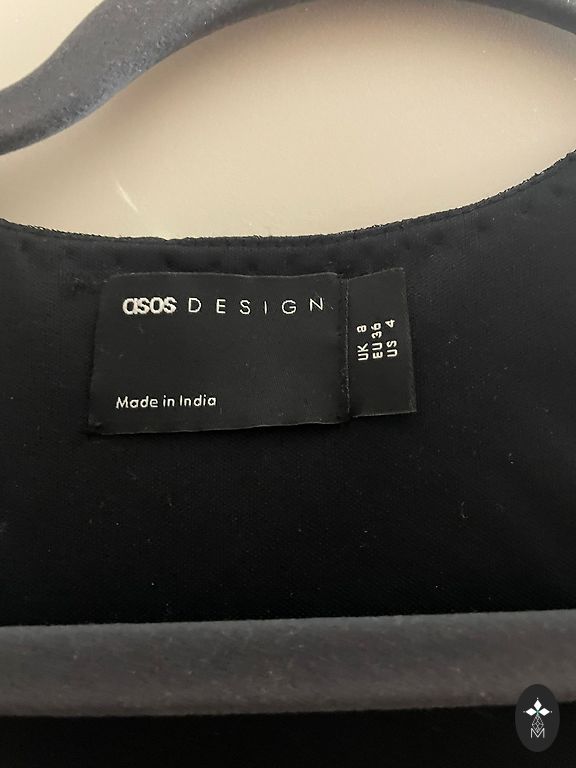 asos DESIGN
Made in India
UK 8
EU 36
US 4
M